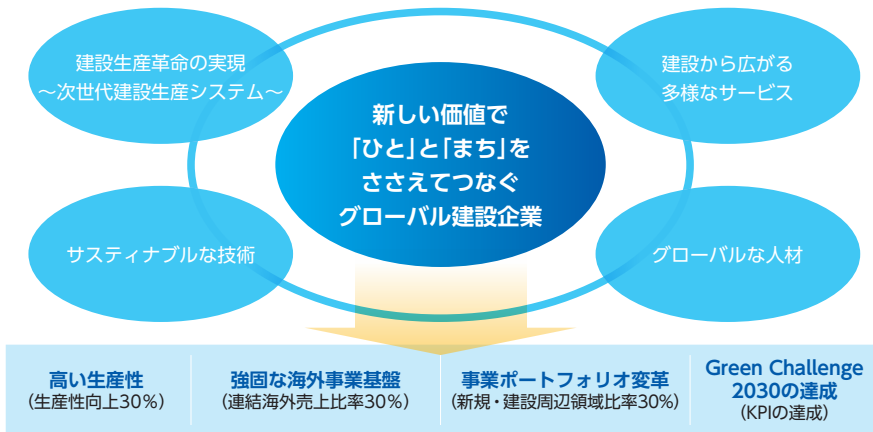 建設生産革命の実現
～次世代建設生産システム～
建設から広がる
多様なサービス
新しい価値で
「ひと」と「まち」を
ささえてつなぐ
グローバル建設企業
サスティナブルな技術
グローバルな人材
高い生産性
(生産性向上30％)
強固な海外事業基盤
(連結海外売上比率30％)
事業ポートフォリオ変革
(新規・建設周辺領域比率30％)
Green Challenge
2030の達成
(KPIの達成)